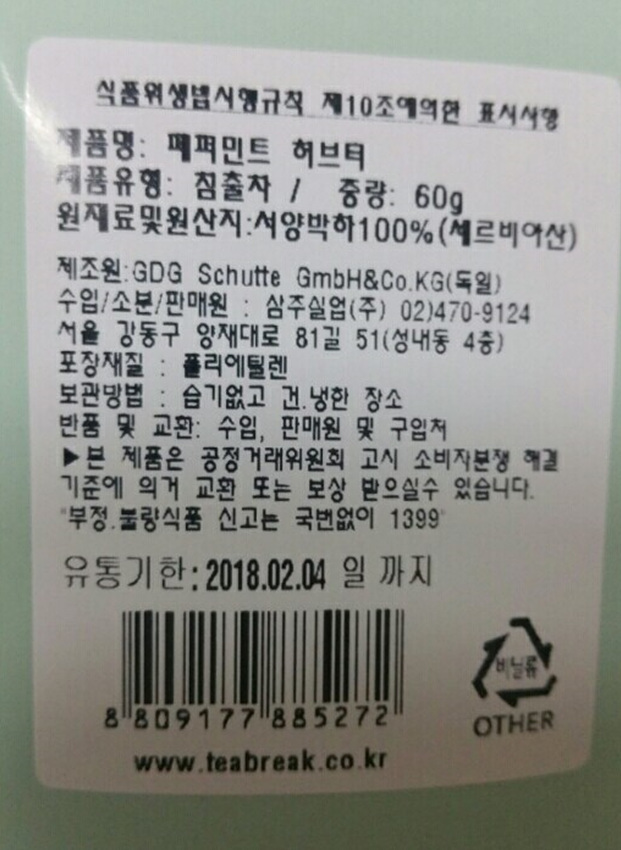 식품위생법시행규칙 제10조에의한 표시사항
제품명: 페퍼민트 허브티
제품유형: 침출차 / 중량: 60g
원재료및원산지:서양박하100%(세르비아산)
제조원:GDG Schutte GmbH&Co.KG(독일)
수입/소분/판매원 : 삼주실업(주) 02)470-9124
서울 강동구 양재대로 81길 51(성내동 4층)
포장재질 : 폴리에틸렌
보관방법 : 습기없고 건.냉한 장소
반품 및 교환: 수입, 판매원 및 구입처
▶본 제품은 공정거래위원회 고시 소비자분쟁 해결
기준에 의거 교환 또는 보상 받으실수 있습니다.
"부정.불량식품 신고는 국번없이 1399"
유통기한: 2018.02.04 일 까지
비닐류
8 809177 885272
OTHER
www.teabreak.co.kr